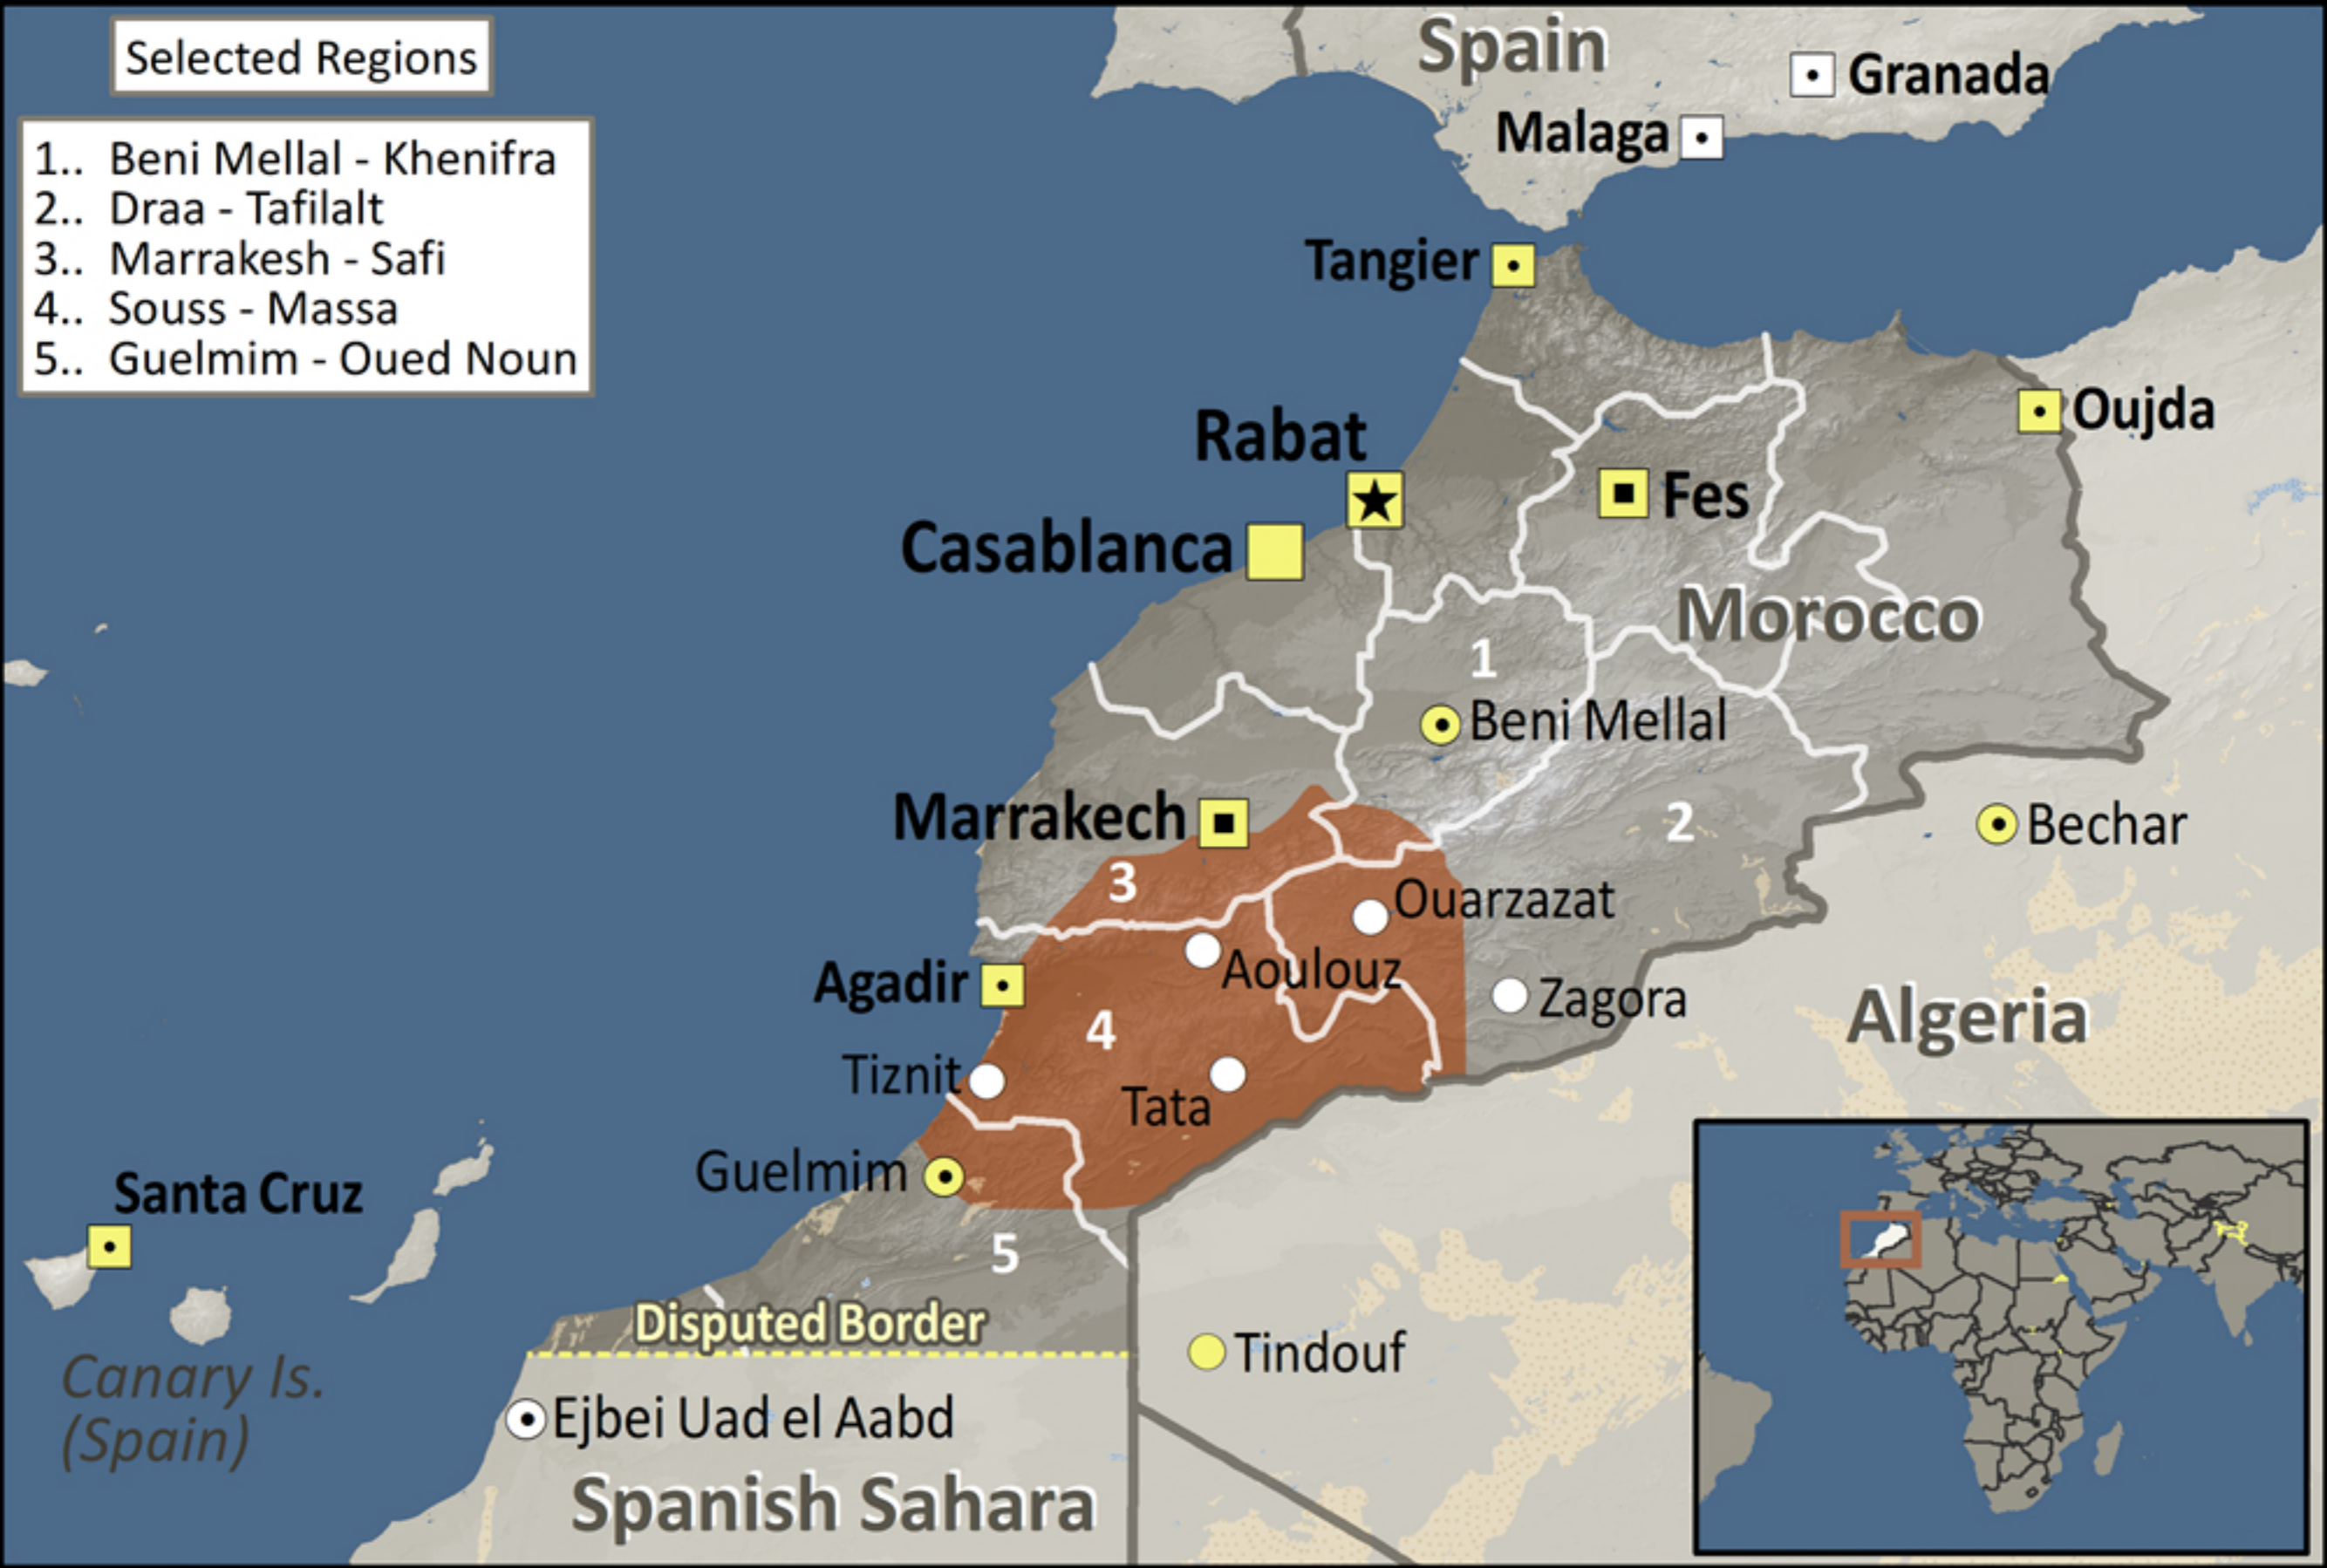 Selected Regions
1.. Beni Mellal - Khenifra
2.. Draa - Tafilalt
3.. Marrakesh - Safi
4.. Souss - Massa
5.. Guelmim - Oued Noun
Spain
Granada
Malaga
Tangier
Oujda
Rabat
Fes
Casablanca
Morocco
1
Beni Mellal
Marrakech
2
Bechar
3
Ouarzazat
Aoulouz
Agadir
Zagora
Algeria
4
Tiznit
Tata
Guelmim
Santa Cruz
5
Disputed Border
Tindouf
Canary Is.
(Spain)
Ejbei Uad el Aabd
Spanish Sahara